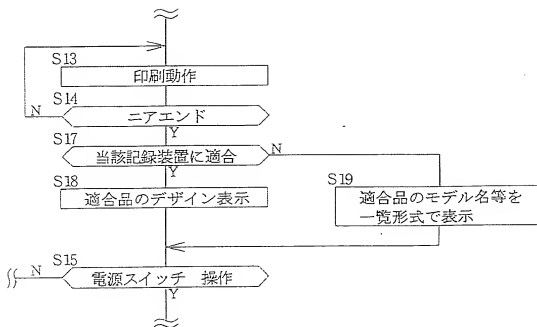 S13
印刷動作
S14
N
ニアエンド
Y
S17
当該記録装置に適合
N
Y
S18
適合品のデザイン表示
S19
適合品のモデル名等を
一覧形式で表示
S15
N
電源スイッチ 操作
Y